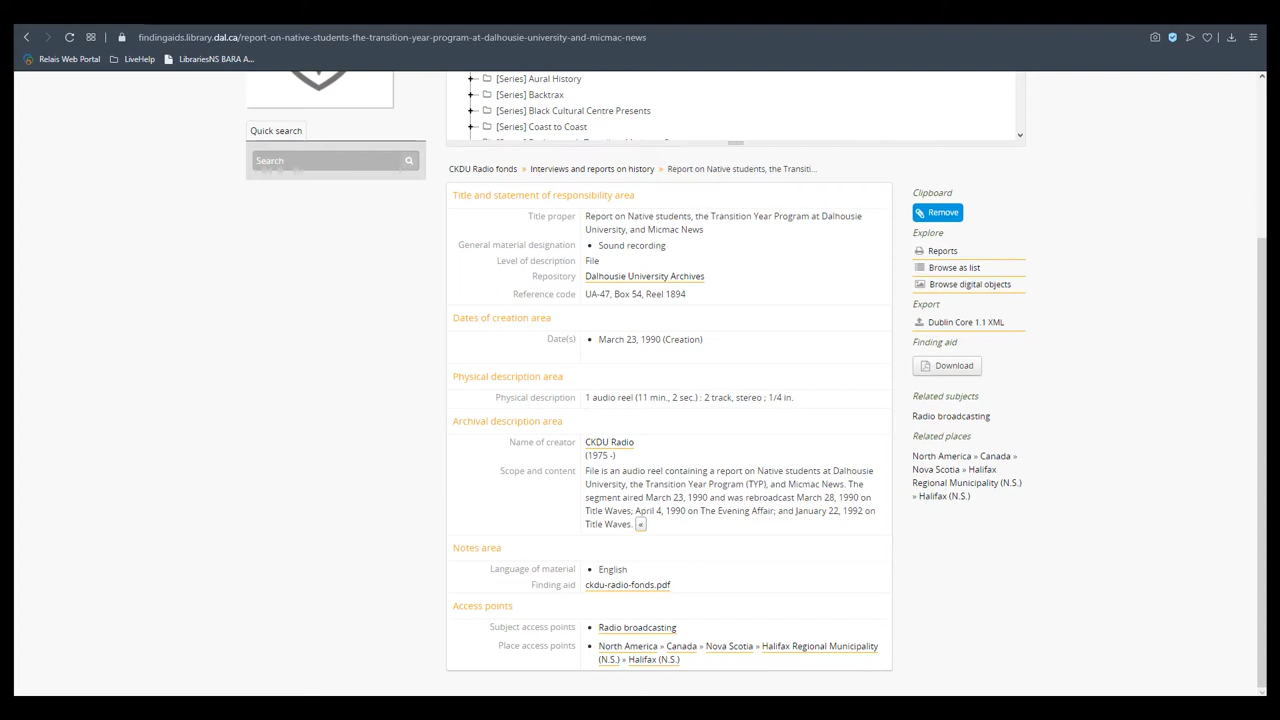 findingaids.library.dal.ca/report-on-native-students-the-transition-year-program-at-dalhousie-university-and-micmac-news
Relais Web Portal LiveHelp LibrariesNS BARA A...
[Series] Aural History
[Series] Backtrax
[Series] Black Cultural Centre Presents
[Series] Coast to Coast
Quick search
Search
CKDU Radio fonds » Interviews and reports on history » Report on Native students, the Transiti...
Title and statement of responsibility area
Title proper Report on Native students, the Transition Year Program at Dalhousie
University, and Micmac News
General material designation • Sound recording
Level of description File
Repository Dalhousie University Archives
Reference code UA-47, Box 54, Reel 1894
Dates of creation area
Date(s) • March 23, 1990 (Creation)
Physical description area
Physical description 1 audio reel (11 min., 2 sec.) : 2 track, stereo ; 1/4 in.
Archival description area
Name of creator CKDU Radio
(1975 -)
Scope and content File is an audio reel containing a report on Native students at Dalhousie
University, the Transition Year Program (TYP), and Micmac News. The
segment aired March 23, 1990 and was rebroadcast March 28, 1990 on
Title Waves; April 4, 1990 on The Evening Affair; and January 22, 1992 on
Title Waves. «
Notes area
Language of material • English
Finding aid ckdu-radio-fonds.pdf
Access points
Subject access points • Radio broadcasting
Place access points • North America » Canada » Nova Scotia » Halifax Regional Municipality
(N.S.) » Halifax (N.S.)
Clipboard
Remove
Explore
Reports
Browse as list
Browse digital objects
Export
Dublin Core 1.1 XML
Finding aid
Download
Related subjects
Radio broadcasting
Related places
North America » Canada »
Nova Scotia » Halifax
Regional Municipality (N.S.)
» Halifax (N.S.)